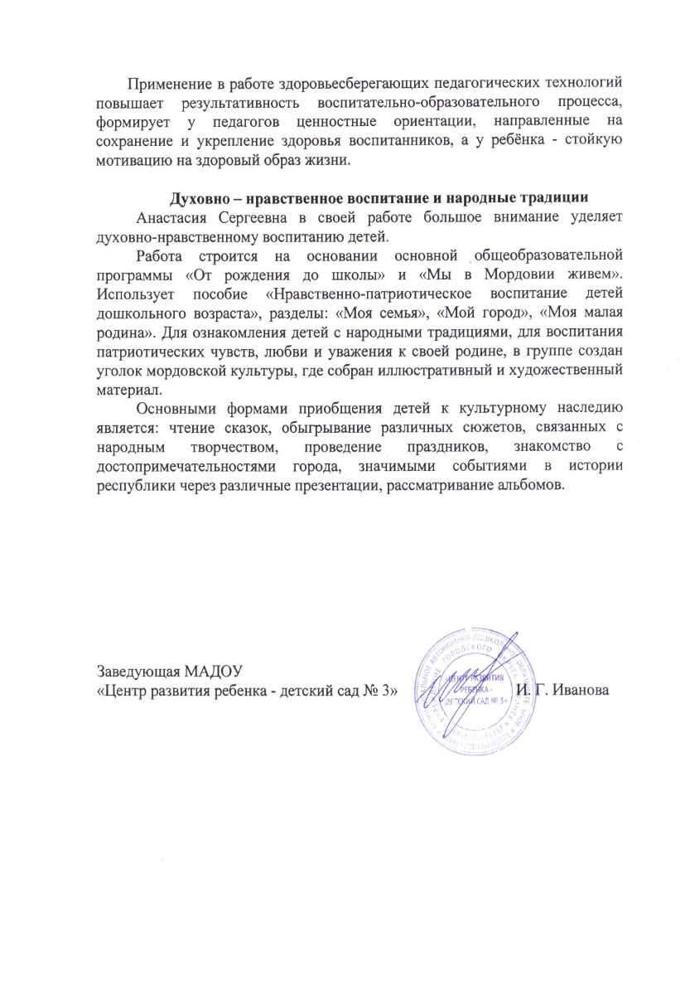 Применение в работе здоровьесберегающих педагогических технологий
повышает результативность воспитательно-образовательного процесса,
формирует у педагогов ценностные ориентации, направленные на
сохранение и укрепление здоровья воспитанников, а у ребёнка - стойкую
мотивацию на здоровый образ жизни.
Духовно – нравственное воспитание и народные традиции
Анастасия Сергеевна в своей работе большое внимание уделяет
духовно-нравственному воспитанию детей.
Работа строится на основании основной общеобразовательной
программы «От рождения до школы» и «Мы в Мордовии живем».
Использует пособие «Нравственно-патриотическое воспитание детей
дошкольного возраста», разделы: «Моя семья», «Мой город», «Моя малая
родина». Для ознакомления детей с народными традициями, для воспитания
патриотических чувств, любви и уважения к своей родине, в группе создан
уголок мордовской культуры, где собран иллюстративный и художественный
материал.
Основными формами приобщения детей к культурному наследию
является: чтение сказок, обыгрывание различных сюжетов, связанных с
народным творчеством, проведение праздников, знакомство с
достопримечательностями города, значимыми событиями в истории
республики через различные презентации, рассматривание альбомов.
Заведующая МАДОУ
«Центр развития ребенка - детский сад № 3»
И. Г. Иванова
АВТОНОМНОЕ ДОШКОЛЬНОЕ
ГОРОДСКОГО ОКРУГА
«ЦЕНТР РАЗВИТИЯ
РЕБЕНКА -
ДЕТСКИЙ САД № 3»